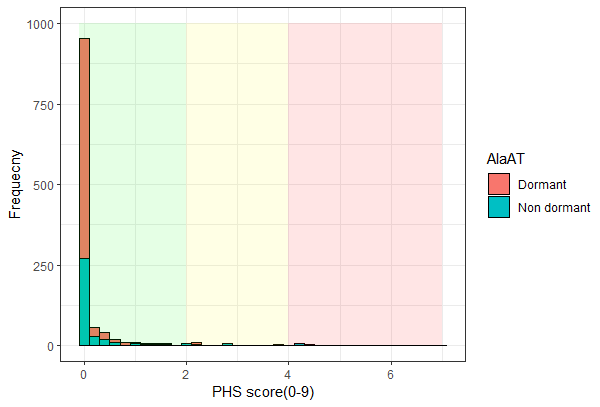 1000
750
500
250
0
Frequecny
0 2 4 6
PHS score(0-9)
AlaAT
Dormant
Non dormant